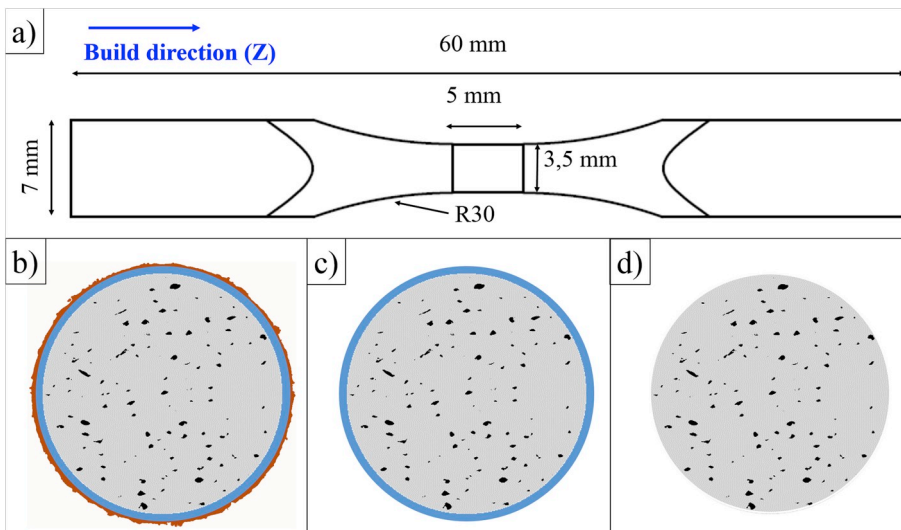 a)
Build direction (Z)
60 mm
5 mm
7 mm
3,5 mm
R30
b)
c)
d)